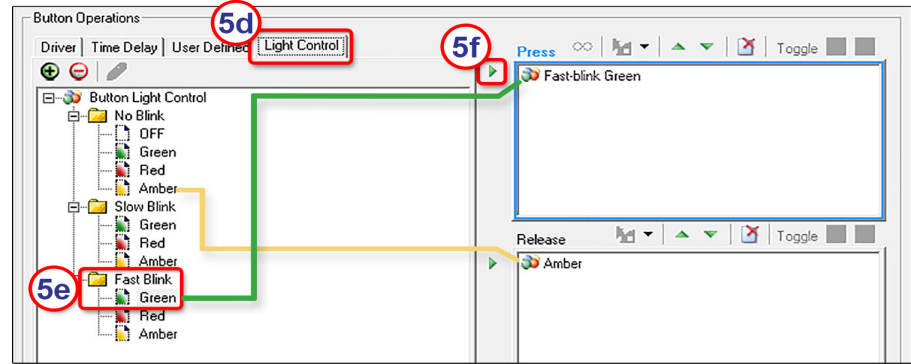 Button Operations
5d
Driver Time Delay User Defined Light Control
5f
Press Toggle
Button Light Control
No Blink
OFF
Green
Red
Amber
Slow Blink
Green
Red
Amber
5e
Fast Blink
Green
Red
Amber
Fast-blink Green
Release Toggle
Amber